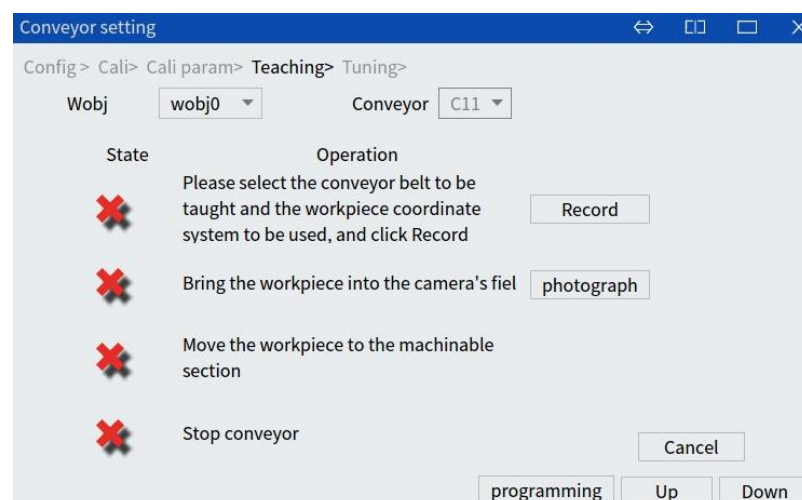 Conveyor setting
Config > Cali> Cali param> Teaching> Tuning>
Wobj wobj0 Conveyor C11
State Operation
Please select the conveyor belt to be
taught and the workpiece coordinate
system to be used, and click Record
Record
Bring the workpiece into the camera's fiel
photograph
Move the workpiece to the machinable
section
Stop conveyor
Cancel
programming Up Down